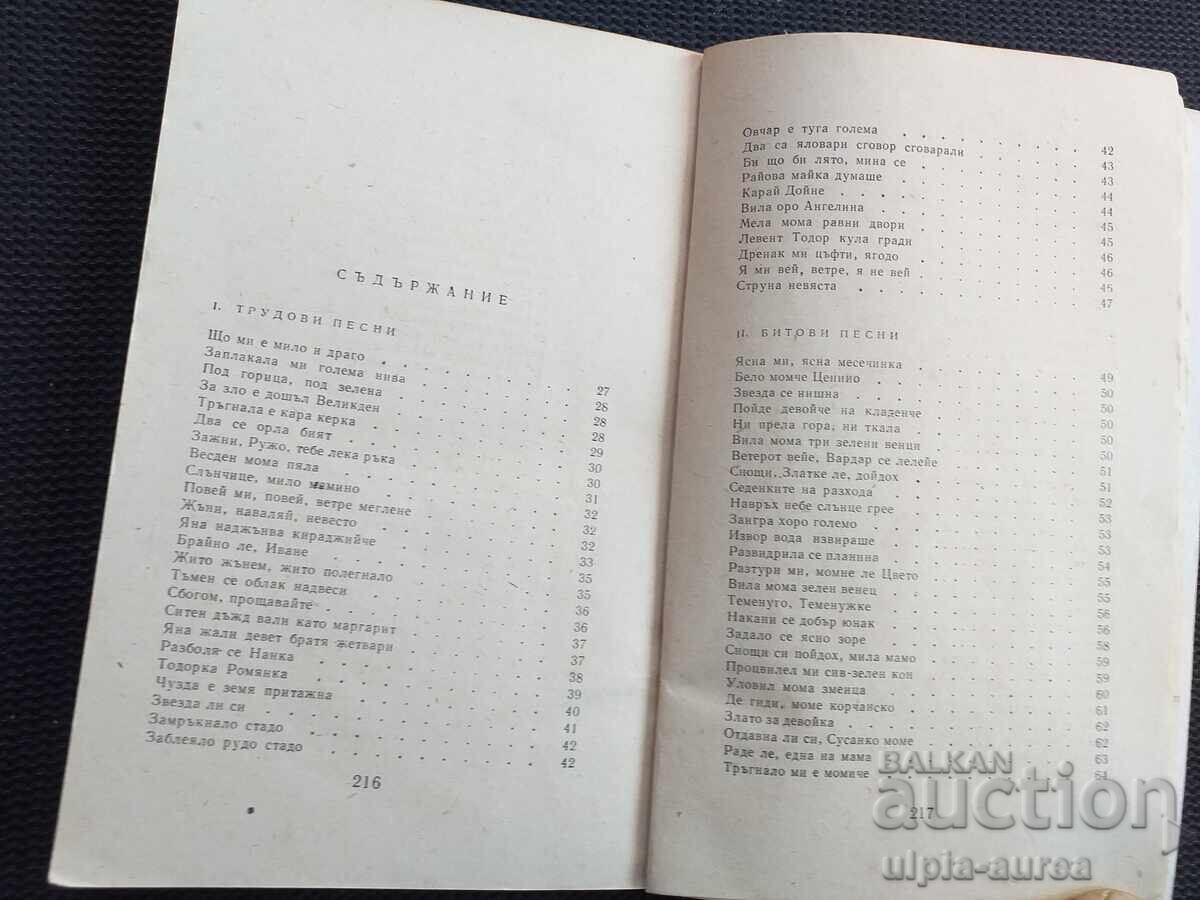 СЪДЪРЖАНИЕ
I. ТРУДОВИ ПЕСНИ
Що ми е мило и драго 27
Заплакала ми голема нива 28
Под горица, под зелена 28
За зло е дошъл Великден 28
Тръгнала е кара керка 29
Два се орла бият 30
Зажни, Ружо, тебе лека ръка 30
Весден мома пяла 31
Слънчице, мило мамино 32
Повей ми, повей, ветре меглене 32
Жъни, наваляй, невесто 32
Яна наджънва кираджийче 33
Брайно ле, Иване 35
Жито жънем, жито полегнало 35
Тъмен се облак надвеси 36
Сбогом, прощавайте 36
Ситен дъжд вали като маргарит 37
Яна жали девет братя жетвари 37
Разболя се Нанка 38
Тодорка Ромянка 39
Чузда е земя притажна 40
Звезда ли си 41
Замръкнало стадо 42
Заблеяло рудо стадо 42
216
Овчар е туга голема 42
Два са яловари сговор сговарали 43
Би що би лято, мина се 43
Райова майка думаше 44
Карай Дойне 44
Вила оро Ангелина 45
Мела мома равни двори 45
Левент Тодор кула гради 46
Дренак ми цъфти, ягодо 46
Я ми вей, ветре, я не вей 46
Струна невяста 47
II. БИТОВИ ПЕСНИ
Ясна ми, ясна месечинка 49
Бело момче Ценино 50
Звезда се нишна 50
Пойде девойче на кладенче 50
Ни прела гора, ни ткала 50
Вила мома три зелени венци 50
Ветерот вейе, Вардар се лелейе 51
Снощи, Златке ле, дойдох 51
Седенките на разхода 52
Навръх небе слънце грее 53
Заигра хоро големо 53
Извор вода извираше 53
Развидрила се планина 54
Разтури ми, момне ле Цвето 55
Вила мома зелен венец 55
Теменуго, Теменужке 56
Накани се добър юнак 56
Задало се ясно зоре 58
Снощи си пойдох, мила мамо 59
Процвилел ми сив-зелен кон 59
Уловил мома зменца 60
Де гиди, моме корчанско 61
Злато за девойка 62
Отдавна ли си, Сусанко моме 62
Раде ле, една на мама 63
Тръгнало ми е момиче 64
217
BALKAN
auction
ulpia-aurea